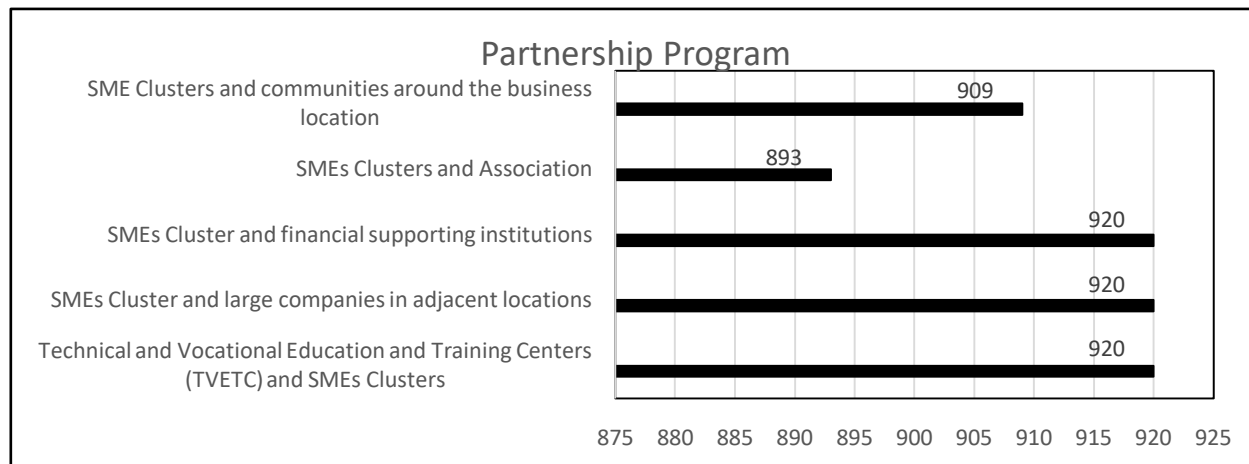 Partnership Program
SME Clusters and communities around the business
location
909
SMEs Clusters and Association
893
SMEs Cluster and financial supporting institutions
920
SMEs Cluster and large companies in adjacent locations
920
Technical and Vocational Education and Training Centers
(TVETC) and SMEs Clusters
920
875 880 885 890 895 900 905 910 915 920 925